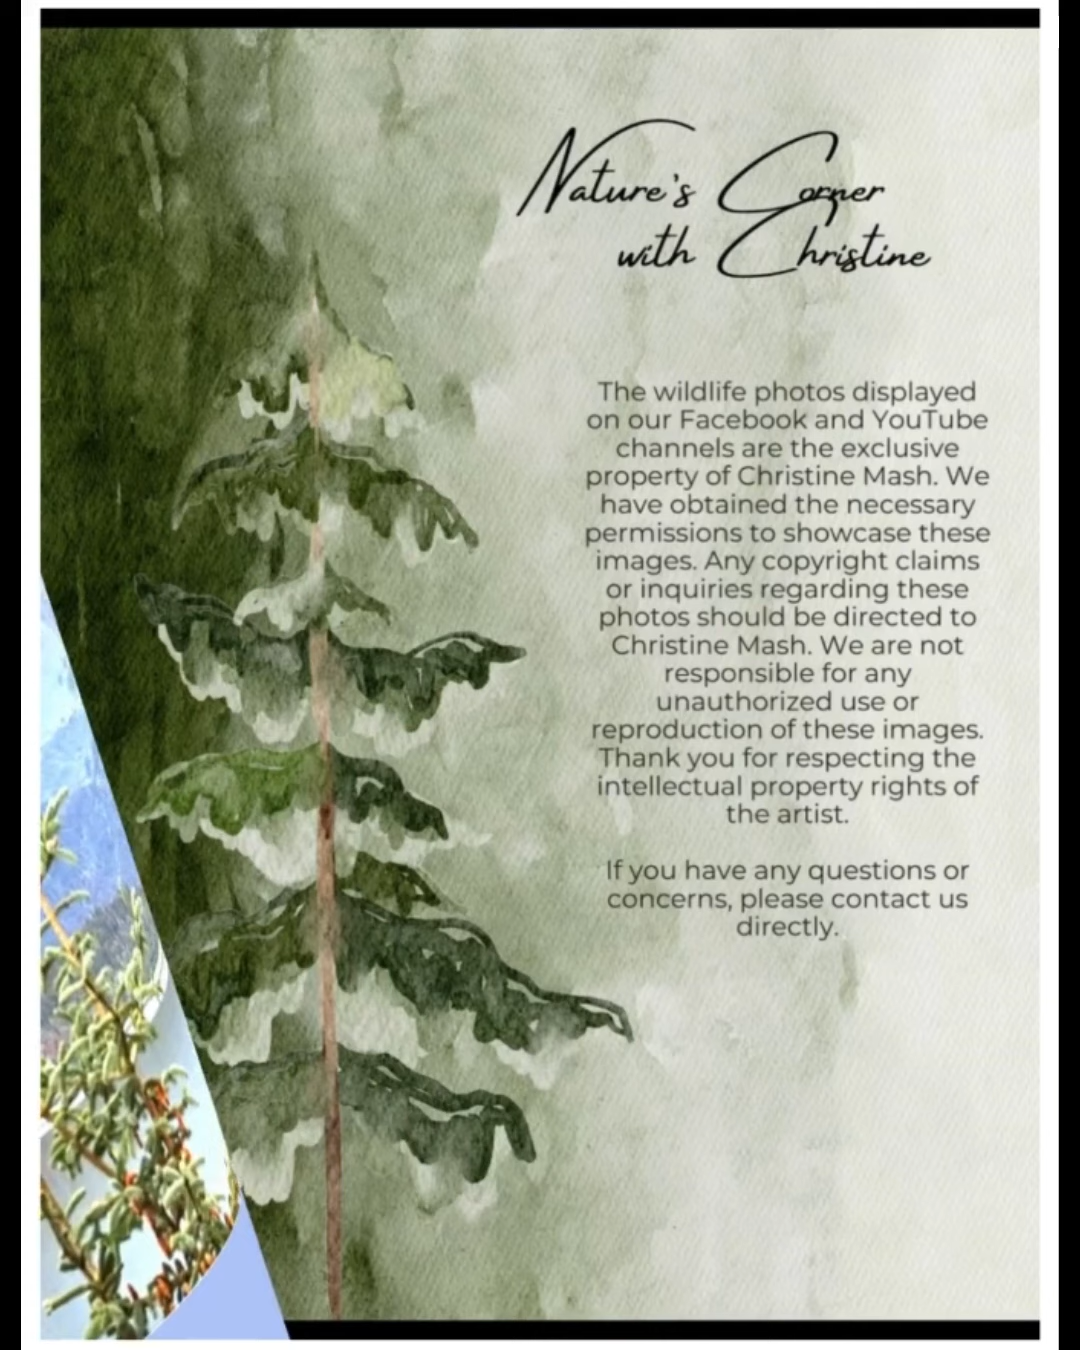 Nature's Corner
with Christine
The wildlife photos displayed
on our Facebook and YouTube
channels are the exclusive
property of Christine Mash. We
have obtained the necessary
permissions to showcase these
images. Any copyright claims
or inquiries regarding these
photos should be directed to
Christine Mash. We are not
responsible for any
unauthorized use or
reproduction of these images.
Thank you for respecting the
intellectual property rights of
the artist.
If you have any questions or
concerns, please contact us
directly.